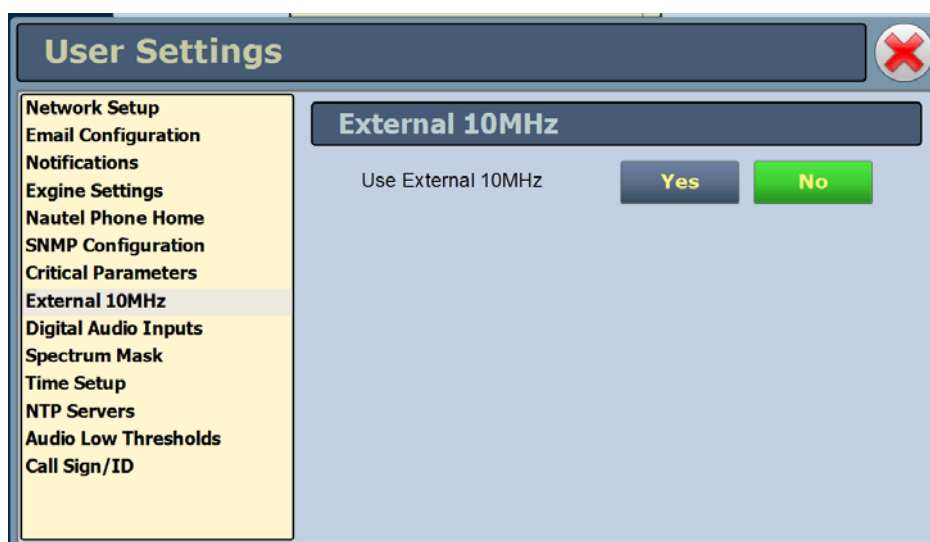 User Settings
Network Setup
Email Configuration
Notifications
Exgine Settings
Nautel Phone Home
SNMP Configuration
Critical Parameters
External 10MHz
Digital Audio Inputs
Spectrum Mask
Time Setup
NTP Servers
Audio Low Thresholds
Call Sign/ID
External 10MHz
Use External 10MHz Yes No